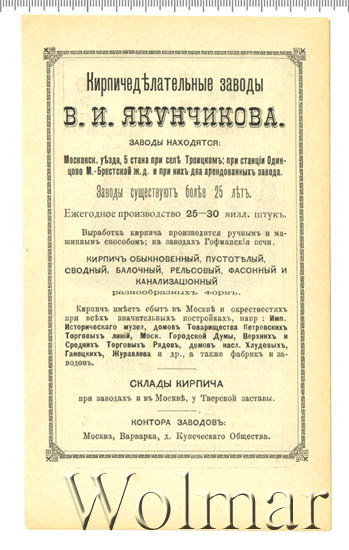 Кирпичедѣлательные заводы
В. И. ЯКУНЧИКОВА.
ЗАВОДЫ НАХОДЯТСЯ:
Московск. уѣзда, 5 стана при селѣ Троицкомъ; при станціи Один-
цово М.-Брестской ж. д. и при нихъ два арендованныхъ завода.
Заводы существуютъ болѣе 25 лѣтъ.
Ежегодное производство 25—30 милл. штукъ.
Выработка кирпича производится ручнымъ и ма-
шиннымъ способомъ; на заводахъ Гофманскія печи.
КИРПИЧЪ ОБЫКНОВЕННЫЙ, ПУСТОТѢЛЫЙ,
СВОДНЫЙ, БАЛОЧНЫЙ, РЕЛЬСОВЫЙ, ФАСОННЫЙ И
КАНАЛИЗАЦІОННЫЙ
разнообразныхъ формъ.
Кирпичъ имѣетъ сбытъ въ Москвѣ и окрестностяхъ
при всѣхъ значительныхъ постройкахъ, напр.: Имп.
Историческаго музея, домовъ Товарищества Петровскихъ
Торговыхъ линій, Моск. Городской Думы, Верхнихъ и
Среднихъ Торговыхъ Рядовъ, домовъ насл. Хлудовыхъ,
Ганецкихъ, Журавлева и др., а также фабрикъ и за-
водовъ.
СКЛАДЫ КИРПИЧА
при заводахъ и въ Москвѣ, у Тверской заставы.
КОНТОРА ЗАВОДОВЪ:
Москва, Варварка, д. Купеческаго Общества.
Wolmar